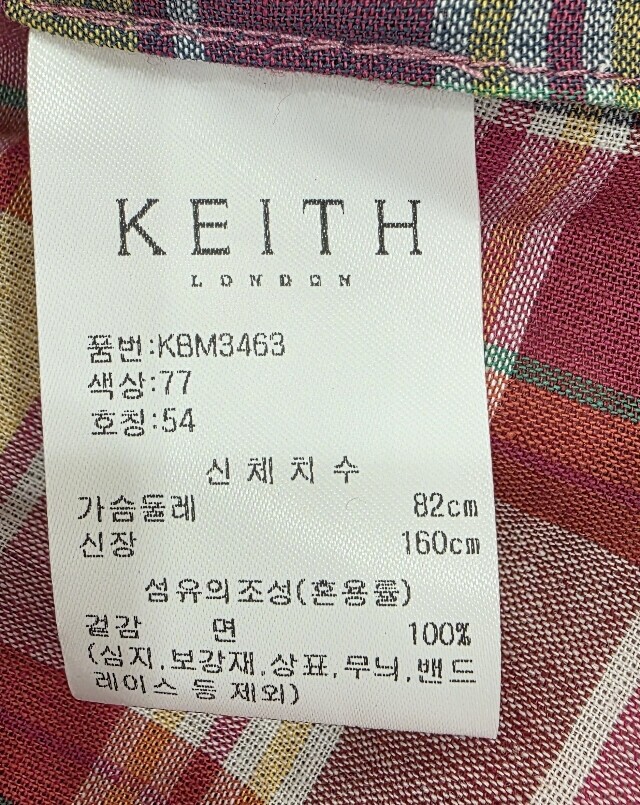 KEITH
LONDON
품번:KBM3463
색상:77
호칭:54
신체치수
가슴둘레 82cm
신장 160cm
섬유의조성(혼용률)
겉감 면 100%
(심지,보강재,상표,무늬,밴드
레이스 등 제외)